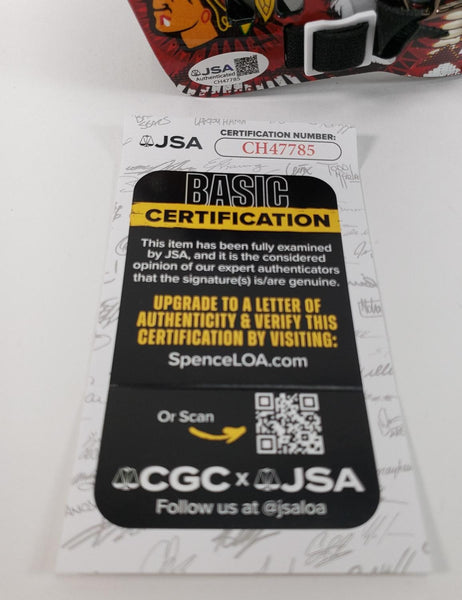 JSA
Authenticated
CH47785
JSA
CERTIFICATION NUMBER:
CH47785
BASIC
CERTIFICATION
This item has been fully examined
by JSA, and it is the considered
opinion of our expert authenticators
that the signature(s) is/are genuine.
UPGRADE TO A LETTER OF
AUTHENTICITY & VERIFY THIS
CERTIFICATION BY VISITING:
SpenceLOA.com
Or Scan
CGC x JSA
Follow us at @jsaloa